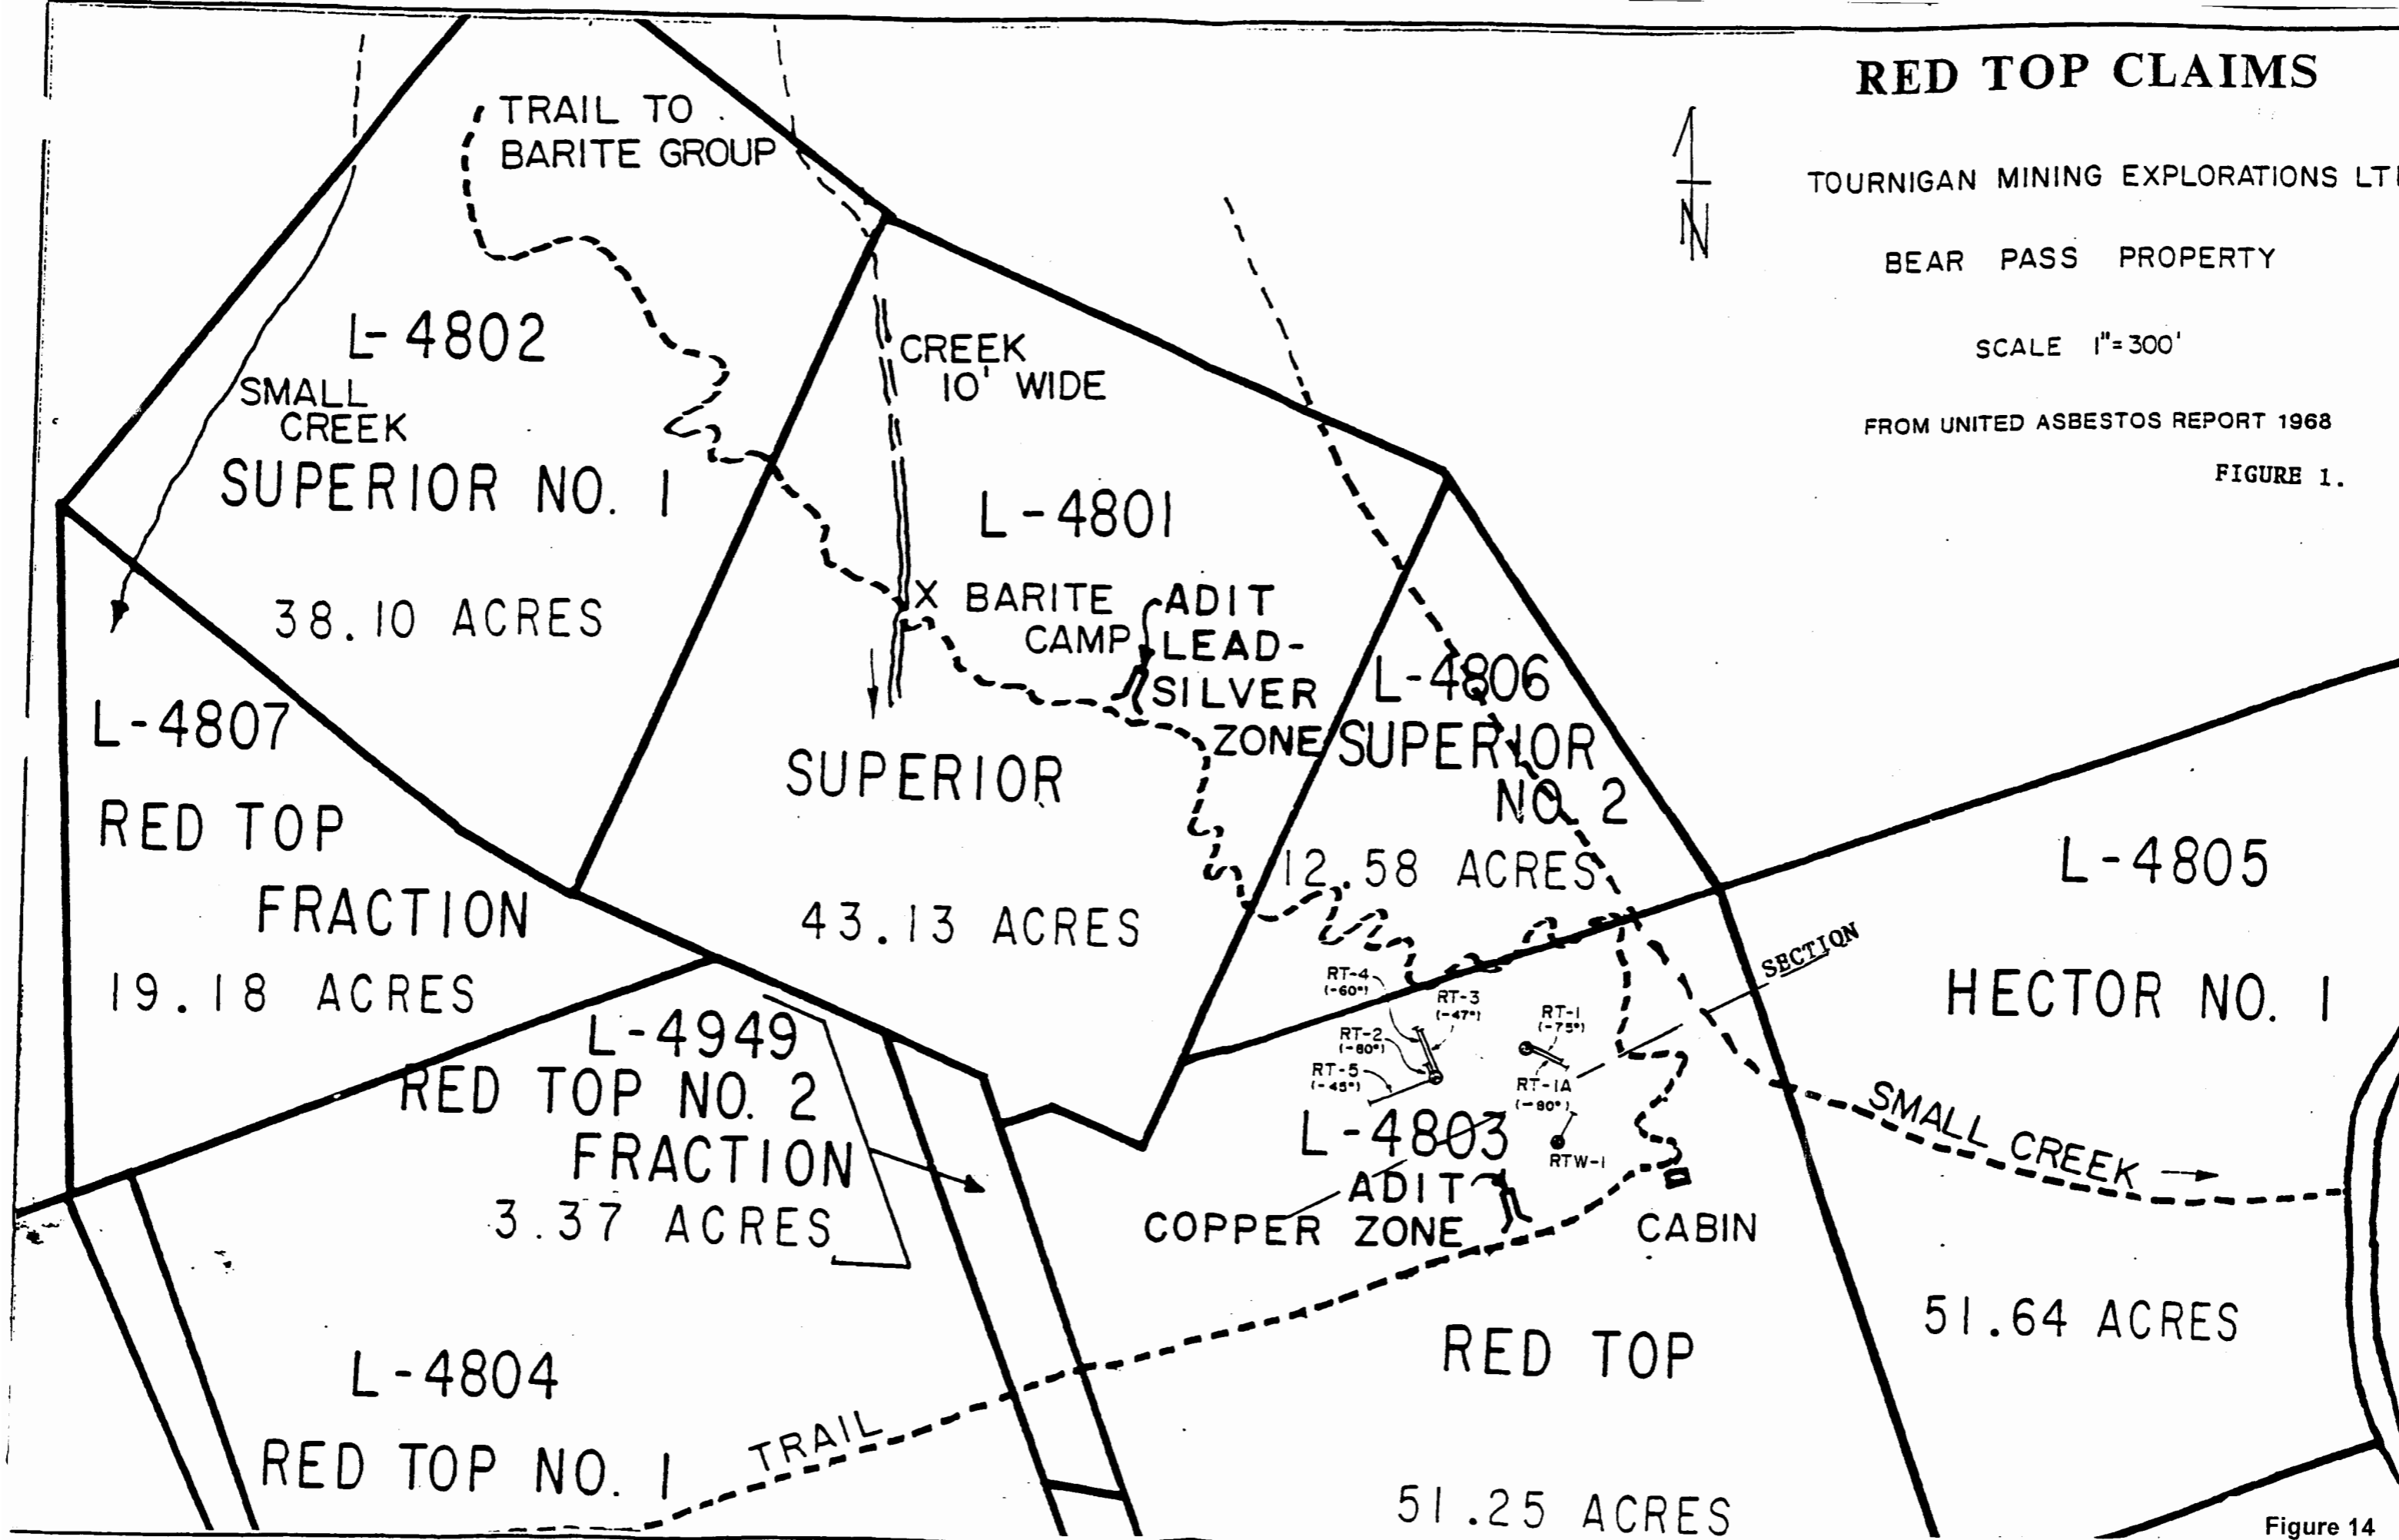 RED TOP CLAIMS
TOURNIGAN MINING EXPLORATIONS
BEAR PASS PROPERTY
SCALE 1"=300'
FROM UNITED ASBESTOS REPORT 1968
FIGURE 1.
N
TRAIL TO
BARITE GROUP
L-4802
SMALL
CREEK
SUPERIOR NO. 1
38.10 ACRES
CREEK
10' WIDE
L-4801
X BARITE
CAMP
ADIT
LEAD-
SILVER
ZONE
SUPERIOR
43.13 ACRES
L-4806
SUPERIOR
NO. 2
12.58 ACRES
L-4807
RED TOP
FRACTION
19.18 ACRES
L-4949
RED TOP NO. 2
FRACTION
3.37 ACRES
L-4805
HECTOR NO. 1
51.64 ACRES
SECTION
RT-4
(-60°)
RT-3
(-47°)
RT-2
(-80°)
RT-5
(-45°)
RT-1
(-75°)
RT-1A
(-80°)
RTW-1
L-4803
ADIT
COPPER ZONE
CABIN
SMALL CREEK
RED TOP
51.25 ACRES
L-4804
RED TOP NO. 1
TRAIL
Figure 14